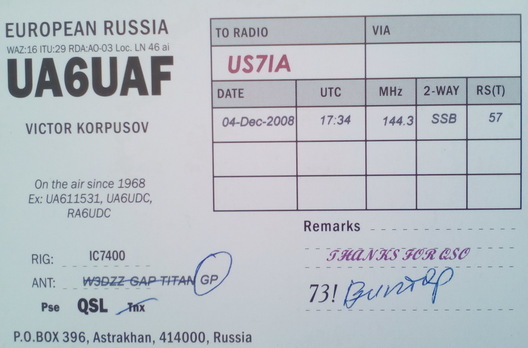 EUROPEAN RUSSIA
WAZ:16 ITU:29 RDA:AO-03 Loc. LN 46 ai
UA6UAF
VICTOR KORPUSOV
On the air since 1968
Ex: UA611531, UA6UDC,
RA6UDC
TO RADIO VIA
US7IA
DATE UTC MHz 2-WAY RS(T)
04-Dec-2008 17:34 144.3 SSB 57
Remarks
THANKS FOR QSO
RIG: IC7400
ANT: W3DZZ GAP TITAN GP
73! Виктор
Pse QSL Tnx
P.O.BOX 396, Astrakhan, 414000, Russia